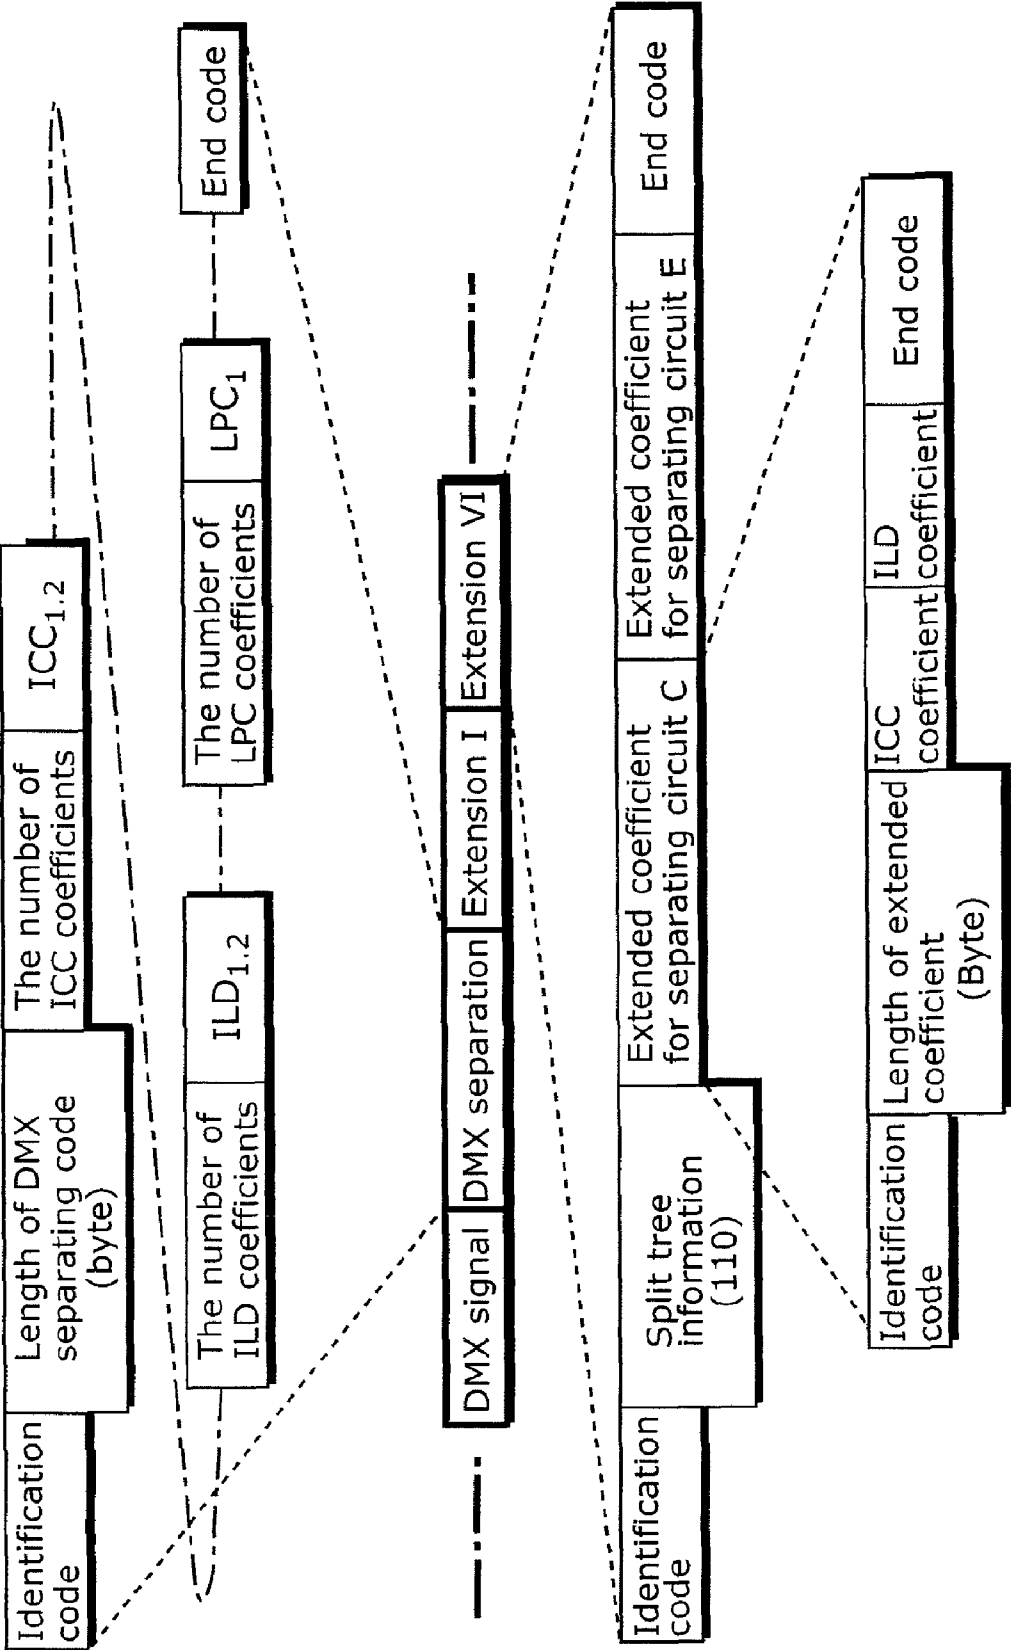 Identification
code
Length of DMX
separating code
(byte)
The number of
ICC coefficients
ICC1.2
The number of
ILD coefficients
ILD1.2
The number of
LPC coefficients
LPC1
End code
DMX signal
DMX separation
Extension I
Extension VI
Identification
code
Split tree
information
(110)
Extended coefficient
for separating circuit C
Extended coefficient
for separating circuit E
End code
Identification
code
Length of extended
coefficient
(Byte)
ICC
coefficient
ILD
coefficient
End code